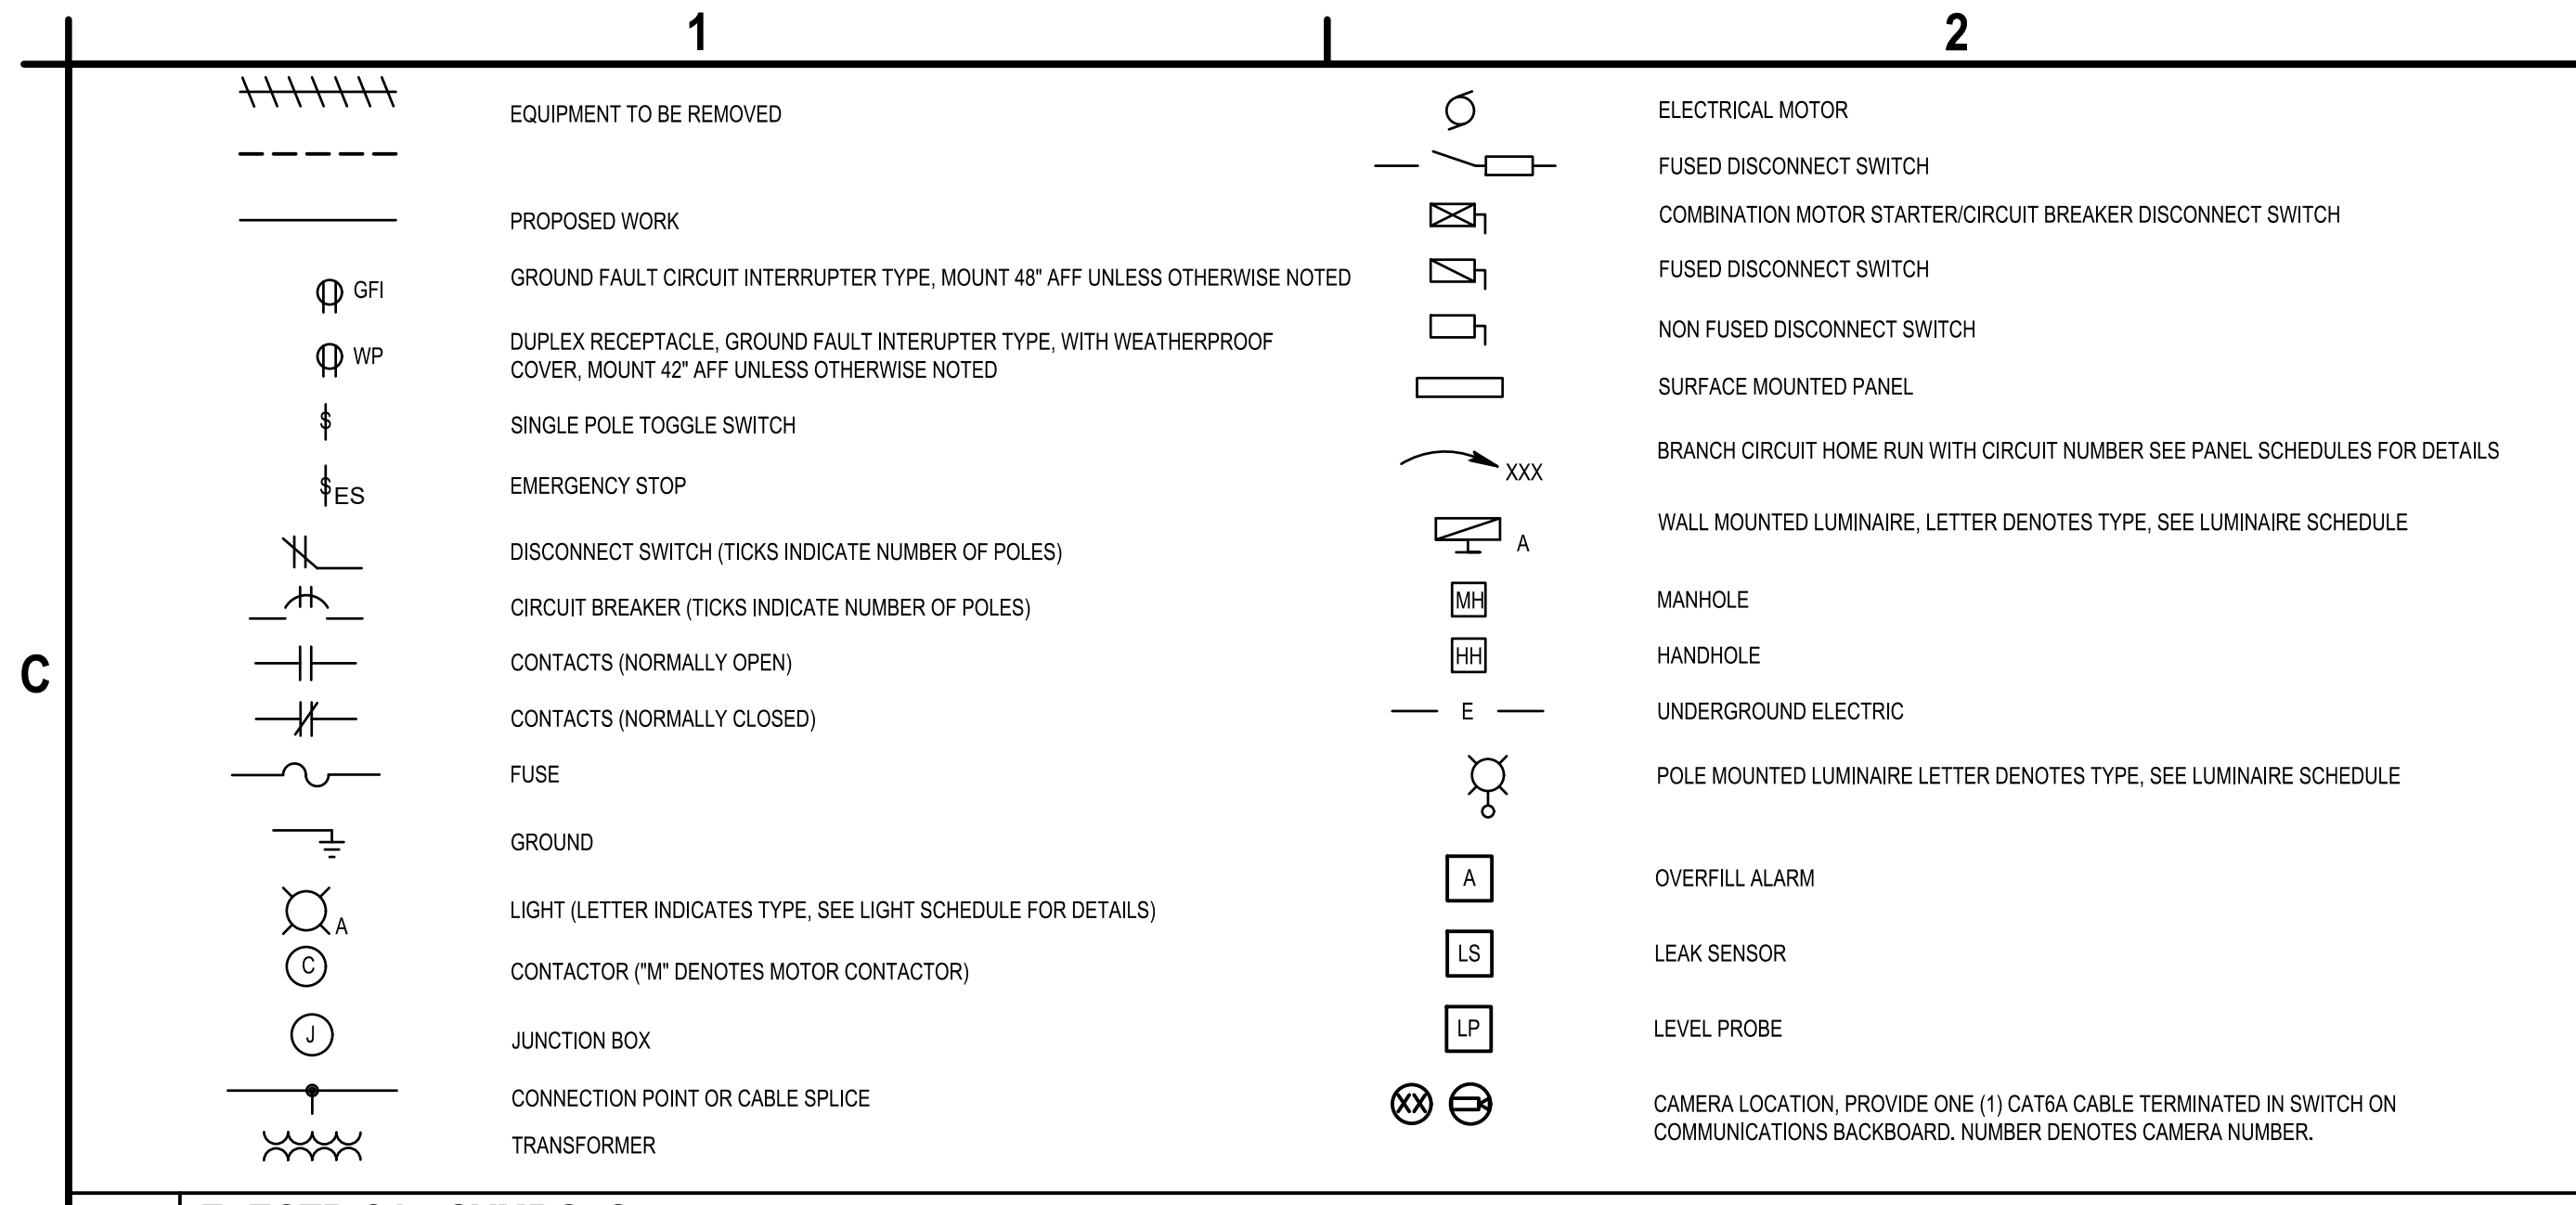 1
2
C
EQUIPMENT TO BE REMOVED
PROPOSED WORK
GFI
GROUND FAULT CIRCUIT INTERRUPTER TYPE, MOUNT 48" AFF UNLESS OTHERWISE NOTED
WP
DUPLEX RECEPTACLE, GROUND FAULT INTERUPTER TYPE, WITH WEATHERPROOF
COVER, MOUNT 42" AFF UNLESS OTHERWISE NOTED
S
SINGLE POLE TOGGLE SWITCH
S ES
EMERGENCY STOP
DISCONNECT SWITCH (TICKS INDICATE NUMBER OF POLES)
CIRCUIT BREAKER (TICKS INDICATE NUMBER OF POLES)
CONTACTS (NORMALLY OPEN)
CONTACTS (NORMALLY CLOSED)
FUSE
GROUND
A
LIGHT (LETTER INDICATES TYPE, SEE LIGHT SCHEDULE FOR DETAILS)
C
CONTACTOR ("M" DENOTES MOTOR CONTACTOR)
J
JUNCTION BOX
CONNECTION POINT OR CABLE SPLICE
TRANSFORMER
ELECTRICAL MOTOR
FUSED DISCONNECT SWITCH
COMBINATION MOTOR STARTER/CIRCUIT BREAKER DISCONNECT SWITCH
FUSED DISCONNECT SWITCH
NON FUSED DISCONNECT SWITCH
SURFACE MOUNTED PANEL
XXX
BRANCH CIRCUIT HOME RUN WITH CIRCUIT NUMBER SEE PANEL SCHEDULES FOR DETAILS
A
WALL MOUNTED LUMINAIRE, LETTER DENOTES TYPE, SEE LUMINAIRE SCHEDULE
MH
MANHOLE
HH
HANDHOLE
E
UNDERGROUND ELECTRIC
POLE MOUNTED LUMINAIRE LETTER DENOTES TYPE, SEE LUMINAIRE SCHEDULE
A
OVERFILL ALARM
LS
LEAK SENSOR
LP
LEVEL PROBE
XX
CAMERA LOCATION, PROVIDE ONE (1) CAT6A CABLE TERMINATED IN SWITCH ON
COMMUNICATIONS BACKBOARD. NUMBER DENOTES CAMERA NUMBER.